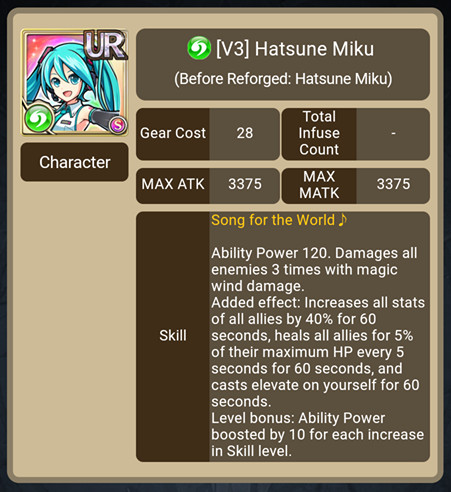 UR
[V3] Hatsune Miku
(Before Reforged: Hatsune Miku)
S
Character
Gear Cost
28
Total
Infuse
Count
-
MAX ATK
3375
MAX
MATK
3375
Skill
Song for the World♪
Ability Power 120. Damages all
enemies 3 times with magic
wind damage.
Added effect: Increases all stats
of all allies by 40% for 60
seconds, heals all allies for 5%
of their maximum HP every 5
seconds for 60 seconds, and
casts elevate on yourself for 60
seconds.
Level bonus: Ability Power
boosted by 10 for each increase
in Skill level.